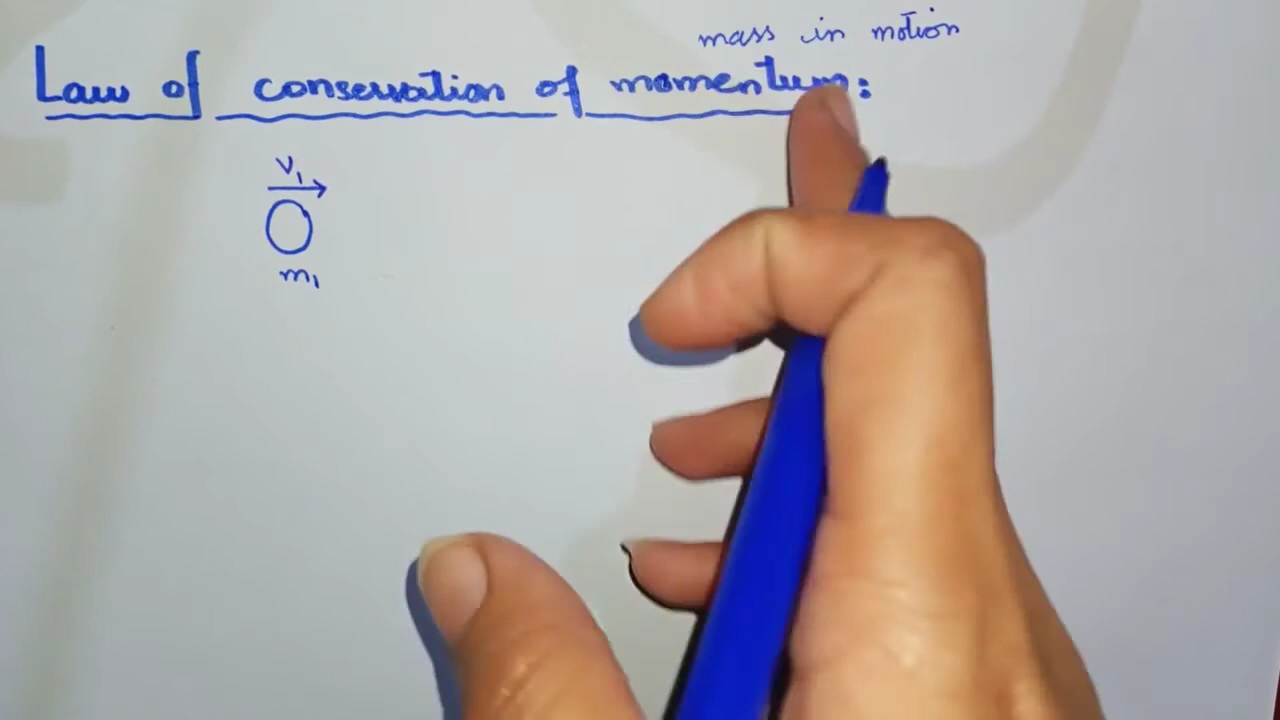 mass in motion
Law of conservation of momentum:
V₁
m₁